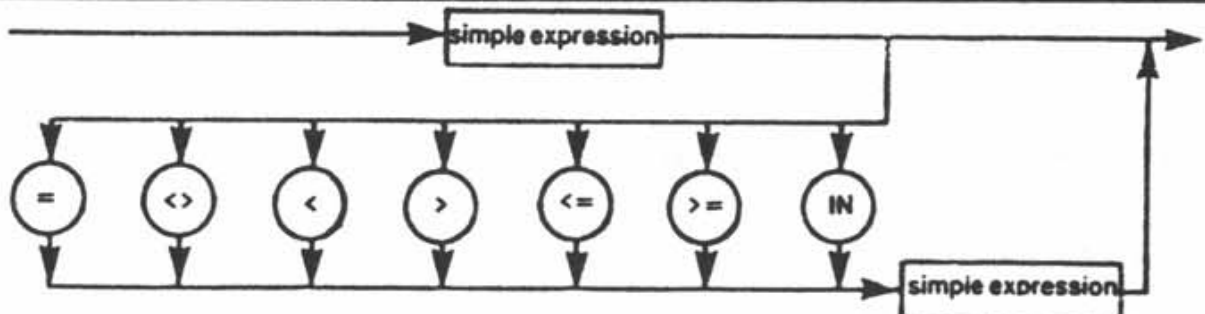 simple expression
= <> < > <= >= IN
simple expression